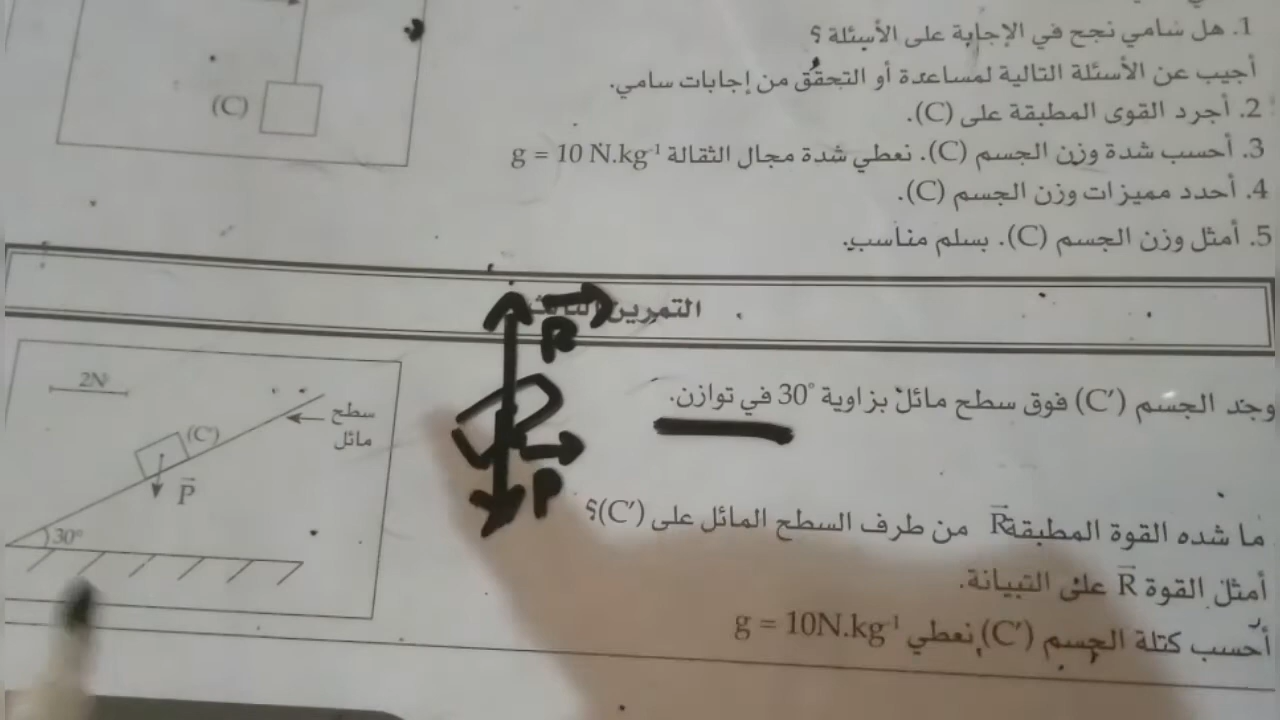 1. هل سامي نجح في الإجابة على الأسئلة ؟
أجيب عن الأسئلة التالية لمساعدة أو التحقق من إجابات سامي.
2. أجرد القوى المطبقة على (C).
3. أحسب شدة وزن الجسم (C). نعطي شدة مجال الثقالة g = 10 N.kg⁻¹
4. أحدد مميزات وزن الجسم (C).
5. أمثل وزن الجسم (C). بسلم مناسب.
(C)
التمرين الثالث
وجد الجسم (C′) فوق سطح مائل بزاوية 30° في توازن.
ما شده القوة المطبقة R⃗ من طرف السطح المائل على (C′)؟
أمثل القوة R⃗ على التبيانة.
أحسب كتلة الجسم (C′) نعطي g = 10N.kg⁻¹
2N
(C′)
سطح
مائل
P⃗
30°
R
P